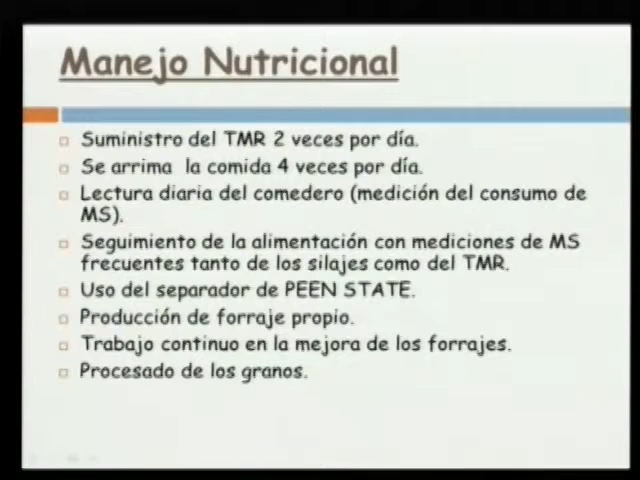 Manejo Nutricional
Suministro del TMR 2 veces por día.
Se arrima la comida 4 veces por día.
Lectura diaria del comedero (medición del consumo de
MS).
Seguimiento de la alimentación con mediciones de MS
frecuentes tanto de los silajes como del TMR.
Uso del separador de PEEN STATE.
Producción de forraje propio.
Trabajo continuo en la mejora de los forrajes.
Procesado de los granos.